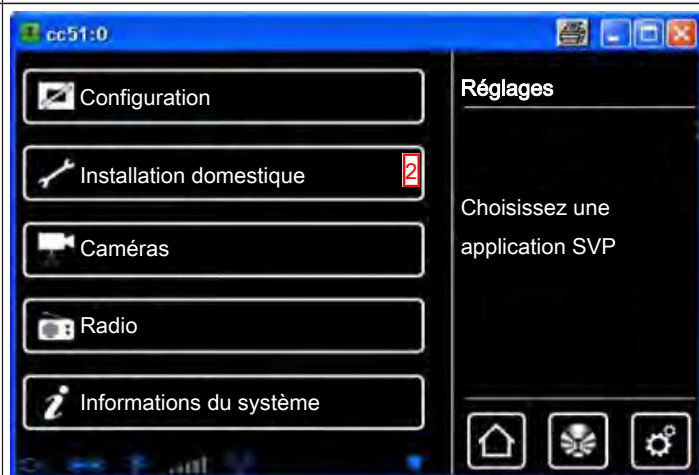 cc51:0
Configuration
Installation domestique 2
Caméras
Radio
Informations du système
Réglages
Choisissez une
application SVP